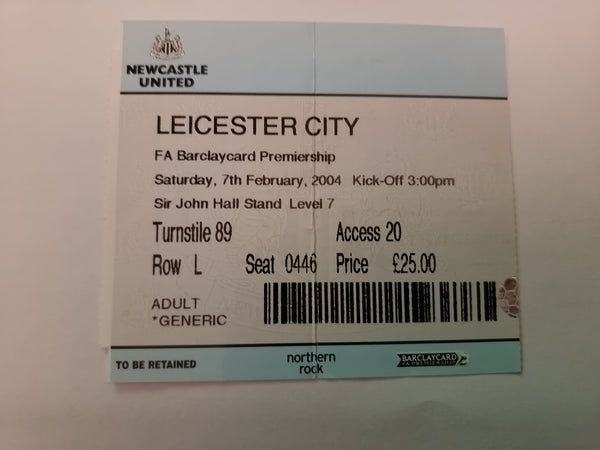 NEWCASTLE
UNITED
LEICESTER CITY
FA Barclaycard Premiership
Saturday, 7th February, 2004 Kick-Off 3:00pm
Sir John Hall Stand Level 7
Turnstile 89 Access 20
Row L Seat 0446 Price £25.00
ADULT
*GENERIC
TO BE RETAINED
northern
rock
BARCLAYCARD
FA PREMIERSHIP